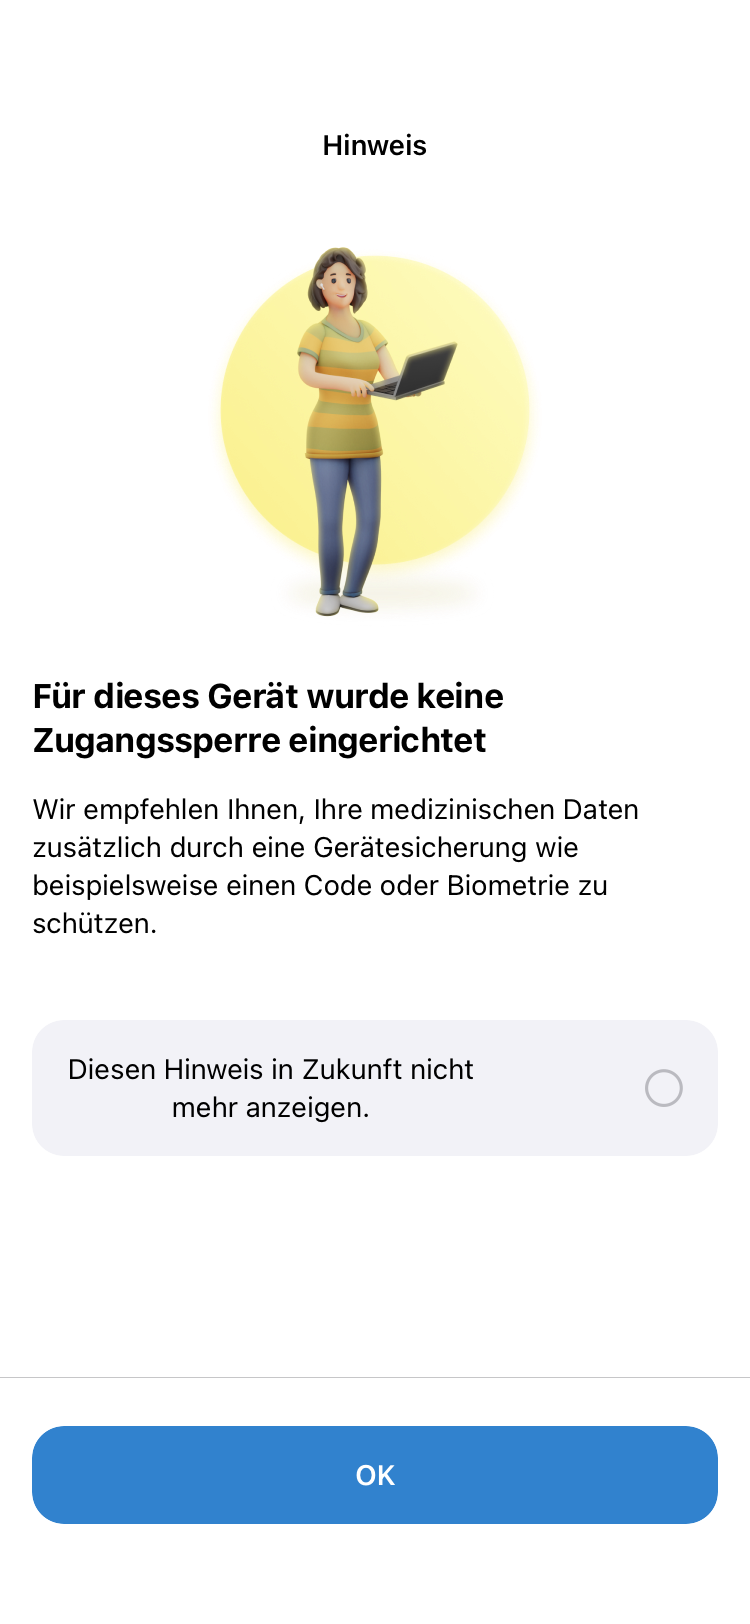 Hinweis
Für dieses Gerät wurde keine
Zugangssperre eingerichtet
Wir empfehlen Ihnen, Ihre medizinischen Daten
zusätzlich durch eine Gerätesicherung wie
beispielsweise einen Code oder Biometrie zu
schützen.
Diesen Hinweis in Zukunft nicht
mehr anzeigen.
OK